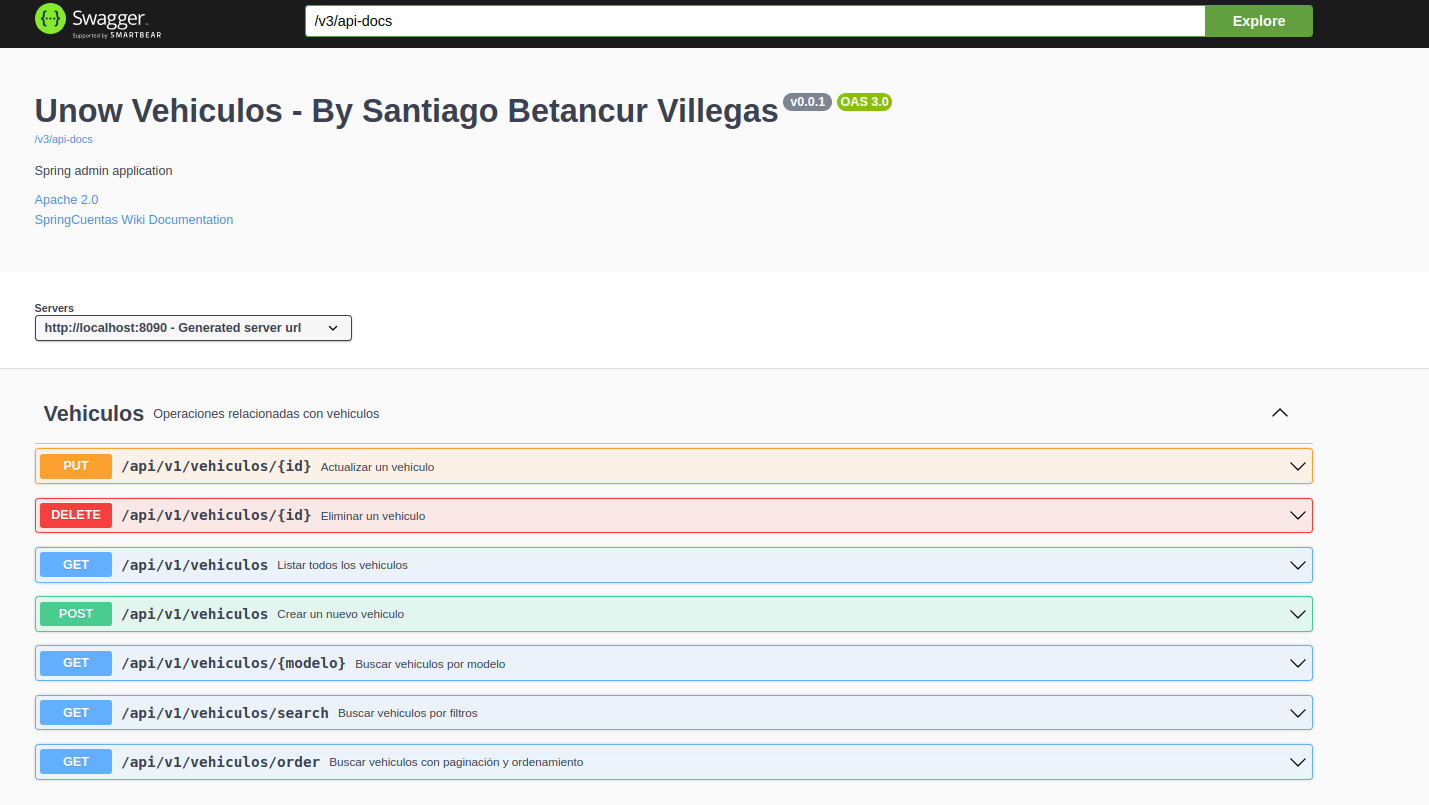 Swagger
Supported by SMARTBEAR
/v3/api-docs
Explore
Unow Vehiculos - By Santiago Betancur Villegas v0.0.1 OAS 3.0
/v3/api-docs
Spring admin application
Apache 2.0
SpringCuentas Wiki Documentation
Servers
http://localhost:8090 - Generated server url
Vehiculos Operaciones relacionadas con vehiculos
PUT /api/v1/vehiculos/{id} Actualizar un vehiculo
DELETE /api/v1/vehiculos/{id} Eliminar un vehiculo
GET /api/v1/vehiculos Listar todos los vehiculos
POST /api/v1/vehiculos Crear un nuevo vehiculo
GET /api/v1/vehiculos/{modelo} Buscar vehiculos por modelo
GET /api/v1/vehiculos/search Buscar vehiculos por filtros
GET /api/v1/vehiculos/order Buscar vehiculos con paginación y ordenamiento